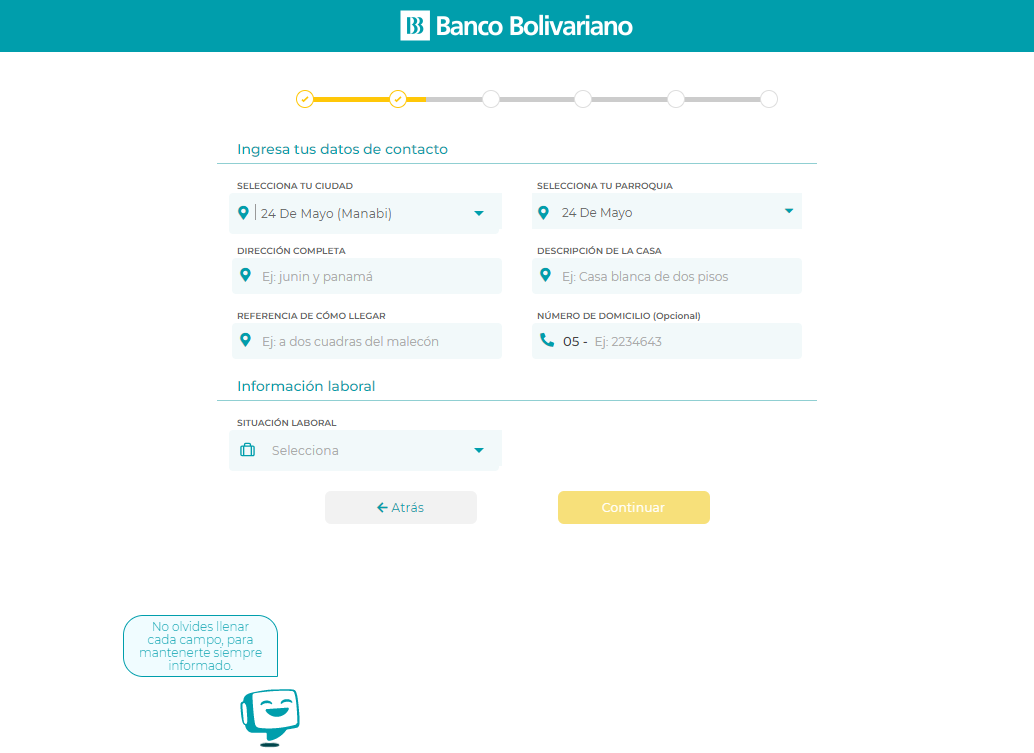 Banco Bolivariano
Ingresa tus datos de contacto
SELECCIONA TU CIUDAD
24 De Mayo (Manabi)
SELECCIONA TU PARROQUIA
24 De Mayo
DIRECCIÓN COMPLETA
Ej: junin y panamá
DESCRIPCIÓN DE LA CASA
Ej: Casa blanca de dos pisos
REFERENCIA DE CÓMO LLEGAR
Ej: a dos cuadras del malecón
NÚMERO DE DOMICILIO (Opcional)
05 - Ej: 2234643
Información laboral
SITUACIÓN LABORAL
Selecciona
Atrás
Continuar
No olvides llenar
cada campo, para
mantenerte siempre
informado.